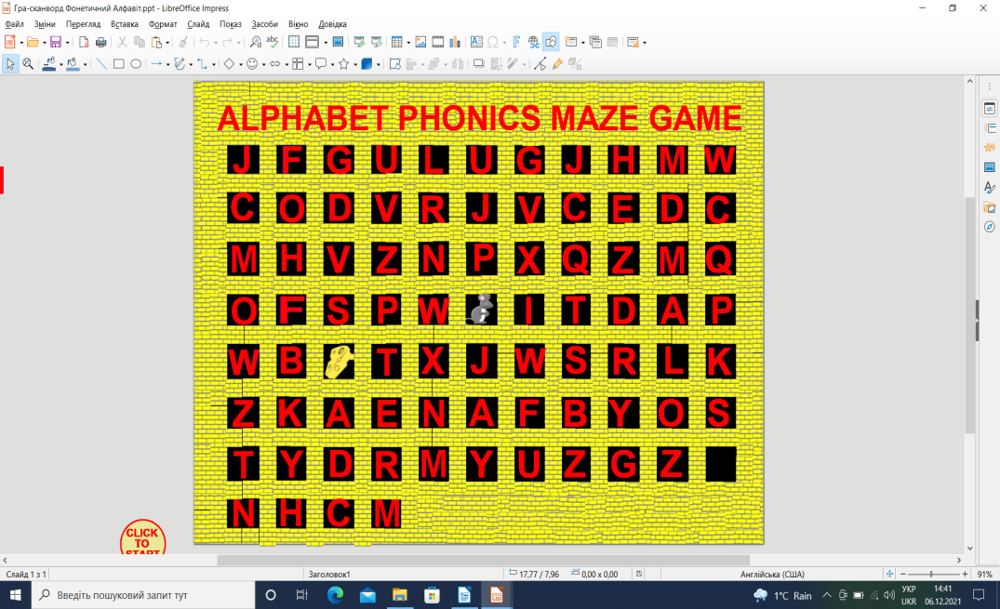 Гра-сканворд Фонетичний Алфавіт.ppt - LibreOffice Impress
Файл Зміни Перегляд Вставка Формат Слайд Показ Засоби Вікно Довідка
ALPHABET PHONICS MAZE GAME
J F G U L U G J H M W
C O D V R J V C E D C
M H V Z N P X Q Z M Q
O F S P W I T D A P
W B T X J W S R L K
Z K A E N A F B Y O S
T Y D R M Y U Z G Z
N H C M
CLICK
TO
START
Слайд 1 з 1 Заголовок1 17,77 / 7,96 0,00 x 0,00 Англійська (США) 91%
Введіть пошуковий запит тут 1°C Rain УКР 14:41
UKR 06.12.2021